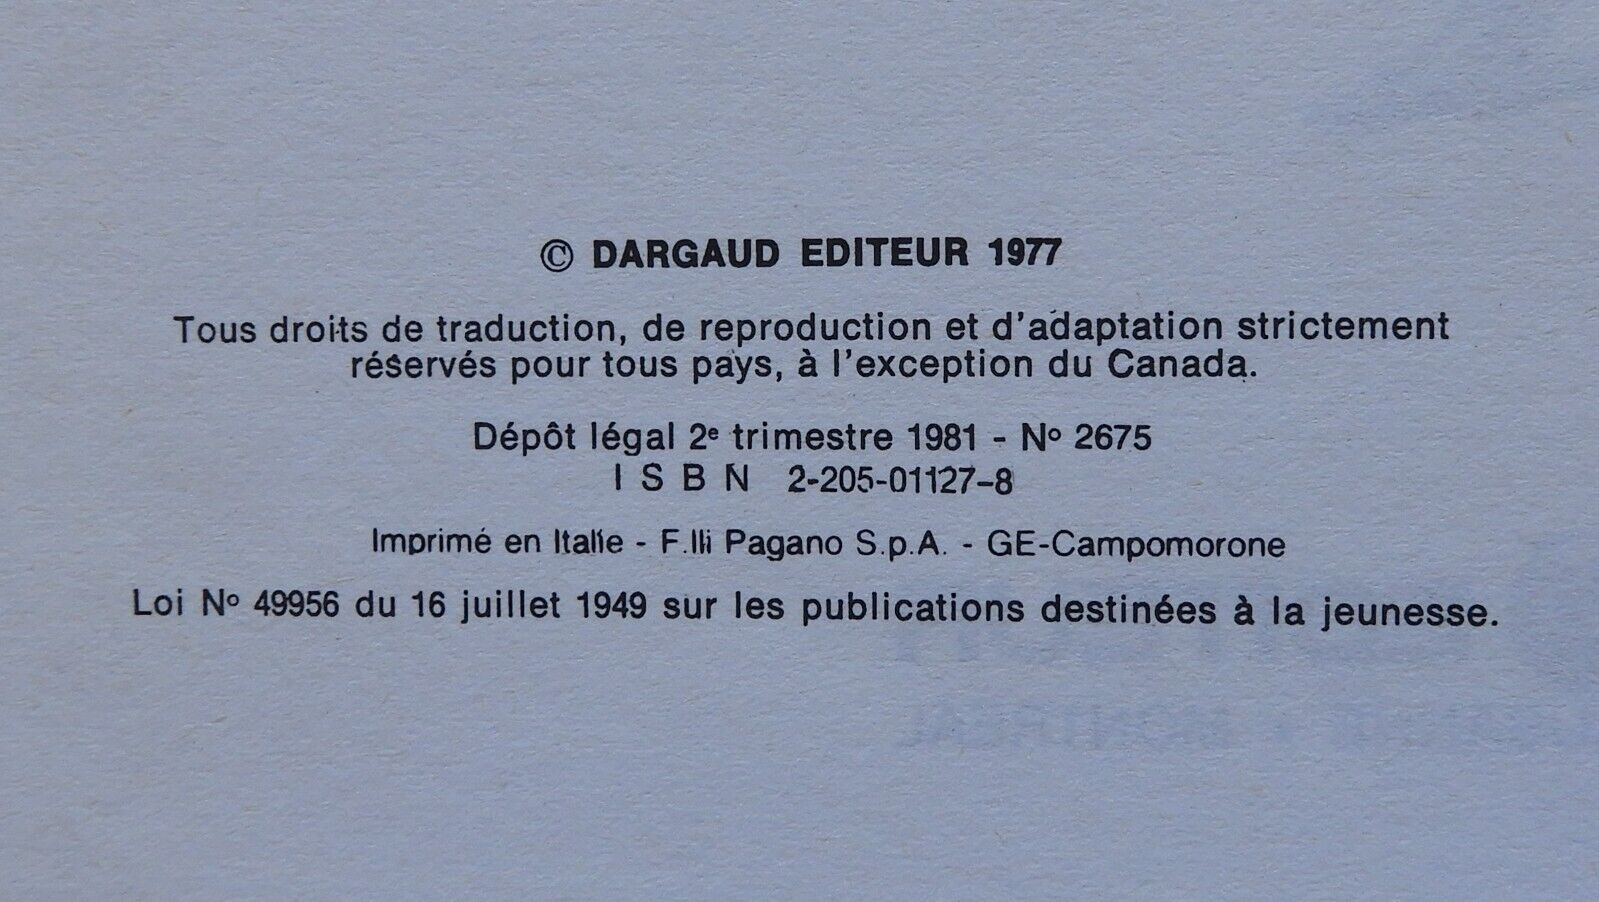 © DARGAUD EDITEUR 1977
Tous droits de traduction, de reproduction et d'adaptation strictement
réservés pour tous pays, à l'exception du Canada.
Dépôt légal 2e trimestre 1981 - No 2675
I S B N 2-205-01127-8
Imprimé en Italie - F.lli Pagano S.p.A. - GE-Campomorone
Loi No 49956 du 16 juillet 1949 sur les publications destinées à la jeunesse.